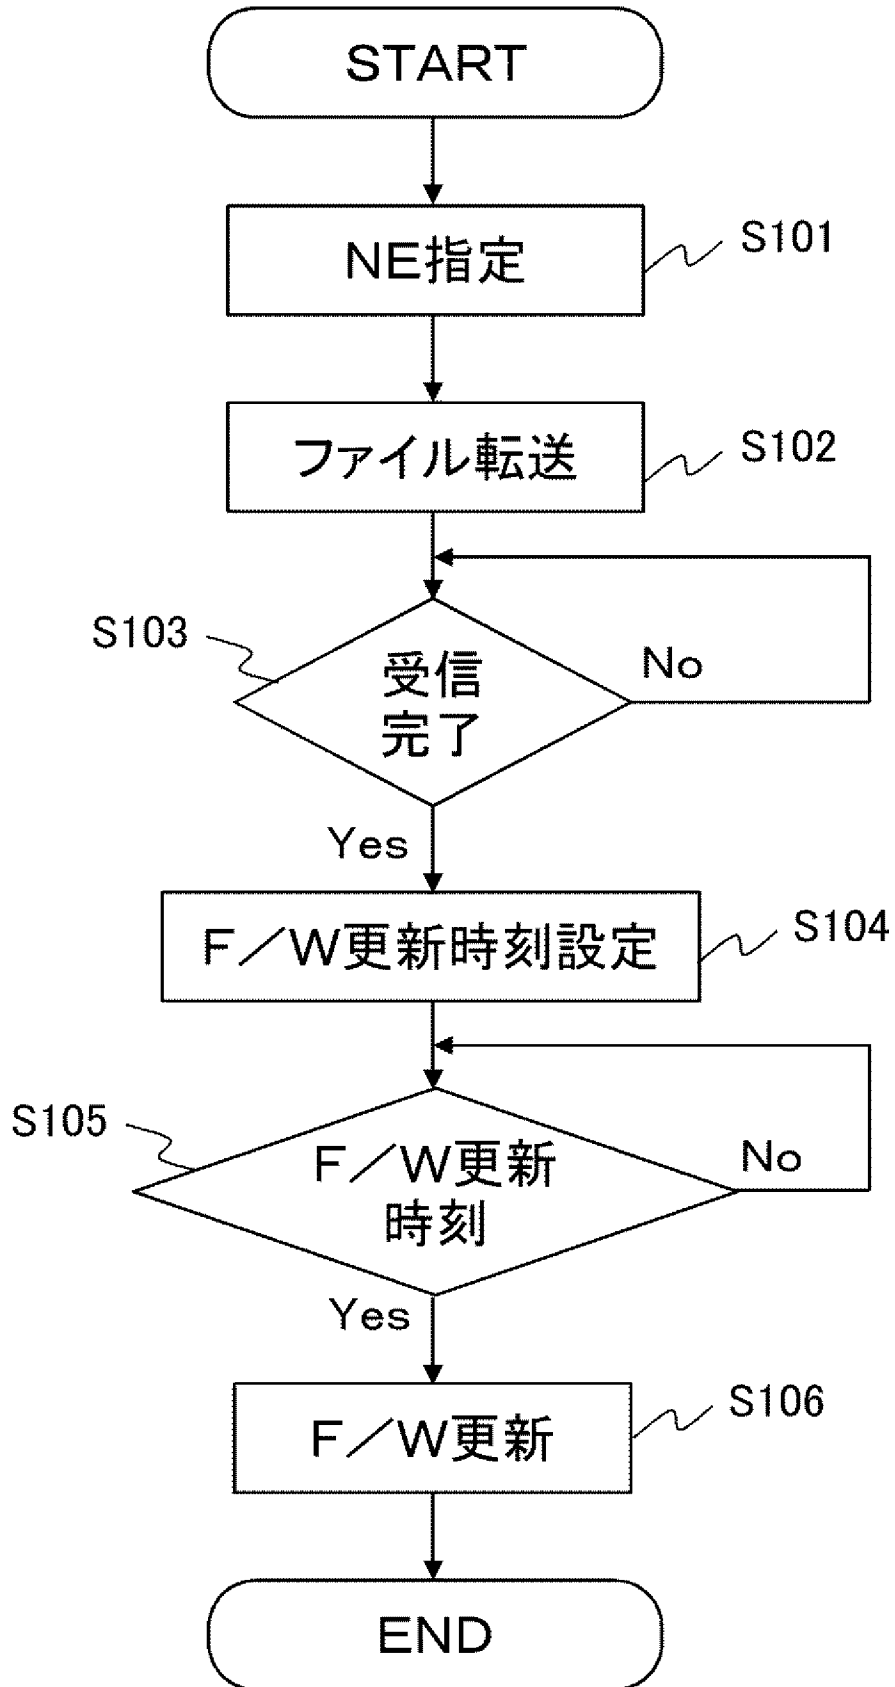 START
NE指定
S101
ファイル転送
S102
S103
受信
完了
No
Yes
F／W更新時刻設定
S104
S105
F／W更新
時刻
No
Yes
F／W更新
S106
END